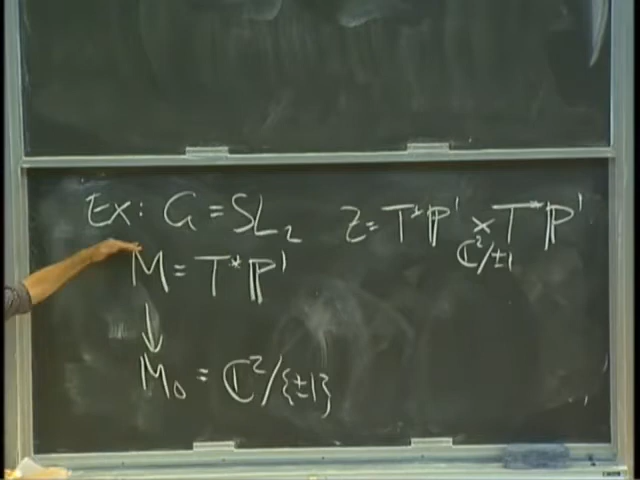 Ex: G = SL₂
Z = T*ℙ¹ ×_{ℂ²/±1} T*ℙ¹
M = T*ℙ¹
↓
M₀ = ℂ²/{±1}